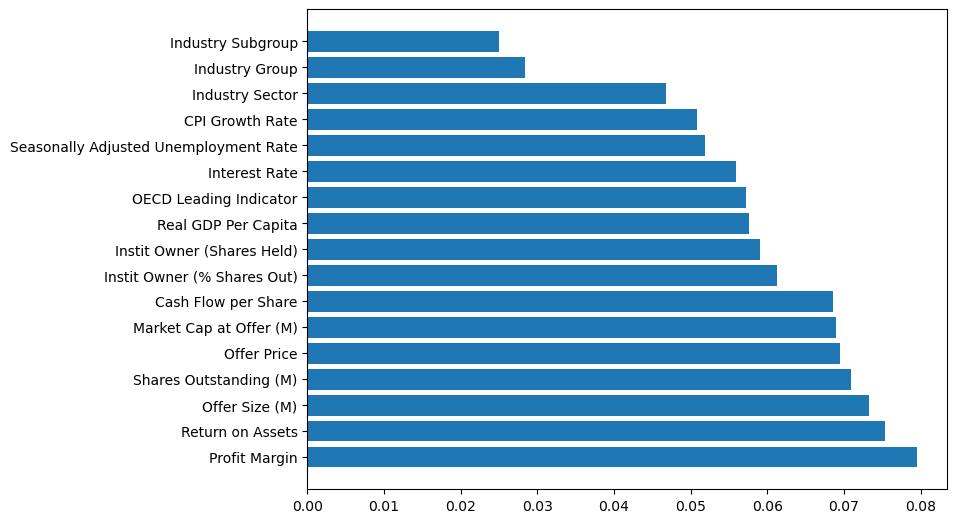 Industry Subgroup
Industry Group
Industry Sector
CPI Growth Rate
Seasonally Adjusted Unemployment Rate
Interest Rate
OECD Leading Indicator
Real GDP Per Capita
Instit Owner (Shares Held)
Instit Owner (% Shares Out)
Cash Flow per Share
Market Cap at Offer (M)
Offer Price
Shares Outstanding (M)
Offer Size (M)
Return on Assets
Profit Margin
0.00 0.01 0.02 0.03 0.04 0.05 0.06 0.07 0.08